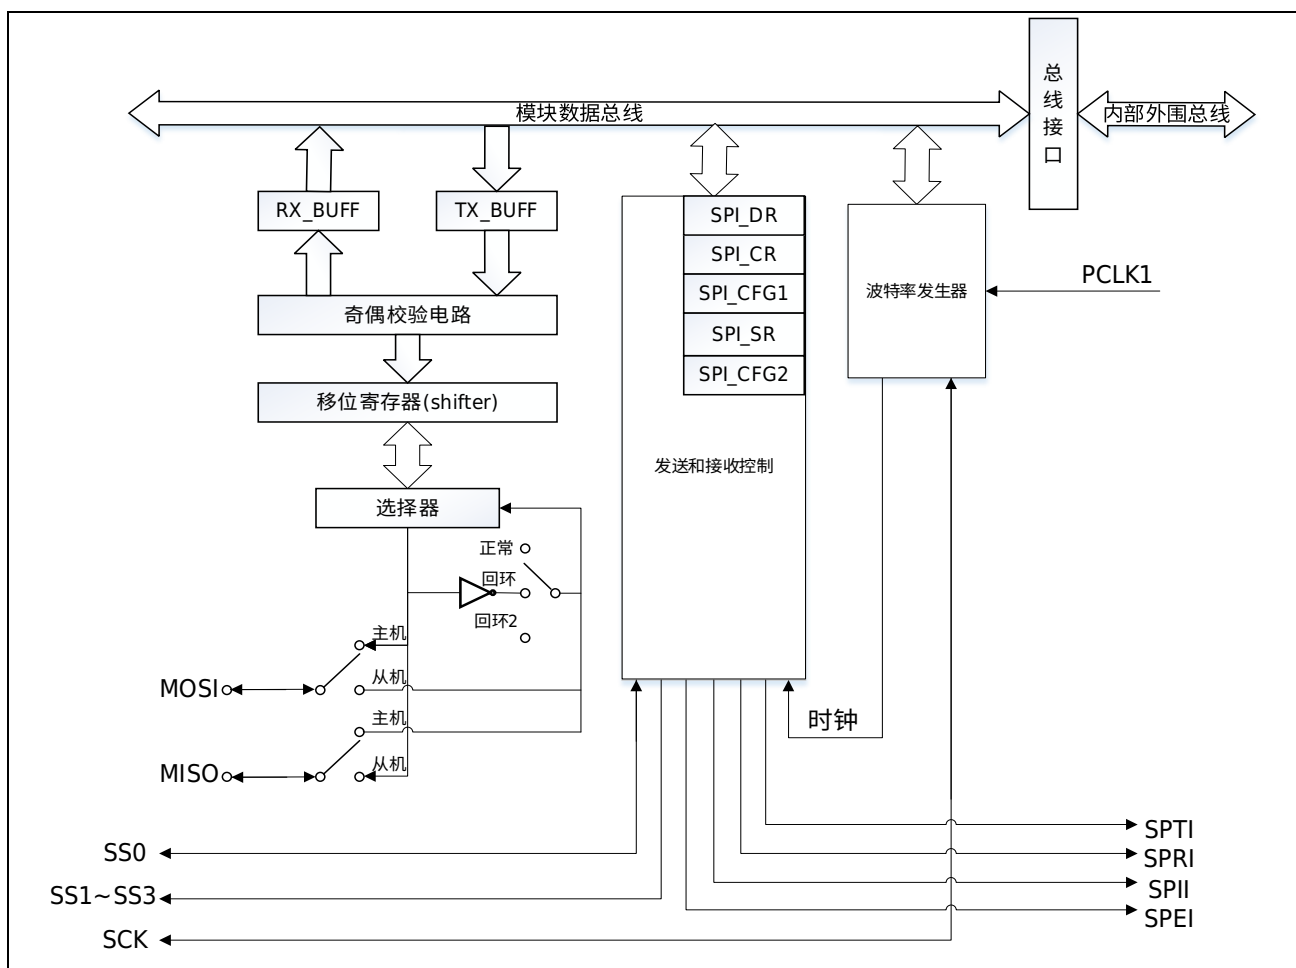 总线接口
模块数据总线
内部外围总线
RX_BUFF
TX_BUFF
SPI_DR
SPI_CR
SPI_CFG1
SPI_SR
SPI_CFG2
发送和接收控制
波特率发生器
PCLK1
奇偶校验电路
移位寄存器(shifter)
选择器
正常
回环
回环2
主机
从机
MOSI
主机
从机
MISO
时钟
SS0
SS1~SS3
SCK
SPTI
SPRI
SPII
SPEI